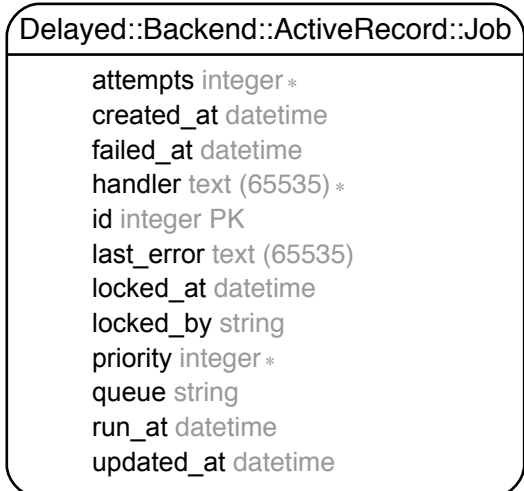 Delayed::Backend::ActiveRecord::Job
attempts integer ∗
created_at datetime
failed_at datetime
handler text (65535) ∗
id integer PK
last_error text (65535)
locked_at datetime
locked_by string
priority integer ∗
queue string
run_at datetime
updated_at datetime